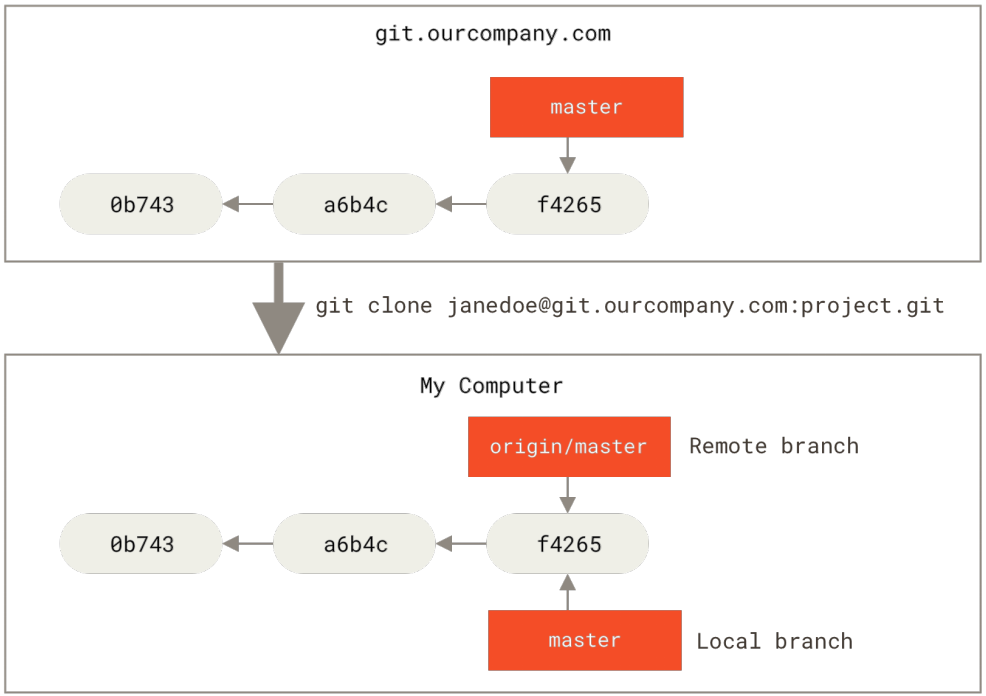 git.ourcompany.com
master
0b743
a6b4c
f4265
git clone janedoe@git.ourcompany.com:project.git
My Computer
origin/master
Remote branch
0b743
a6b4c
f4265
master
Local branch